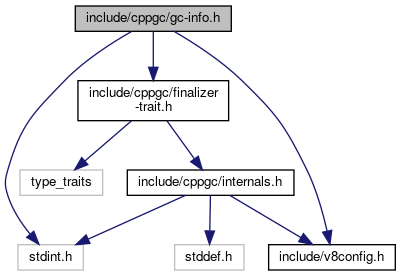 include/cppgc/gc-info.h
include/cppgc/finalizer
-trait.h
type_traits
include/cppgc/internals.h
stdint.h
stddef.h
include/v8config.h